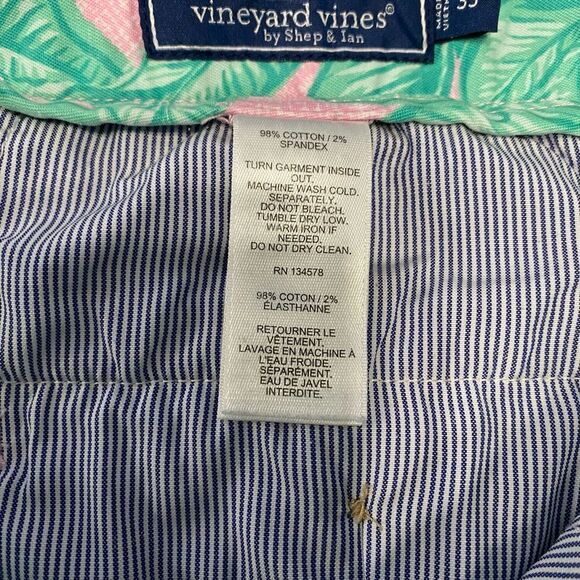 vineyard vines®
by Shep & Ian
35
98% COTTON / 2%
SPANDEX
TURN GARMENT INSIDE
OUT.
MACHINE WASH COLD.
SEPARATELY.
DO NOT BLEACH.
TUMBLE DRY LOW.
WARM IRON IF
NEEDED.
DO NOT DRY CLEAN.
RN 134578
98% COTON / 2%
ÉLASTHANNE
RETOURNER LE
VÊTEMENT.
LAVAGE EN MACHINE À
L'EAU FROIDE.
SÉPARÉMENT.
EAU DE JAVEL
INTERDITE.